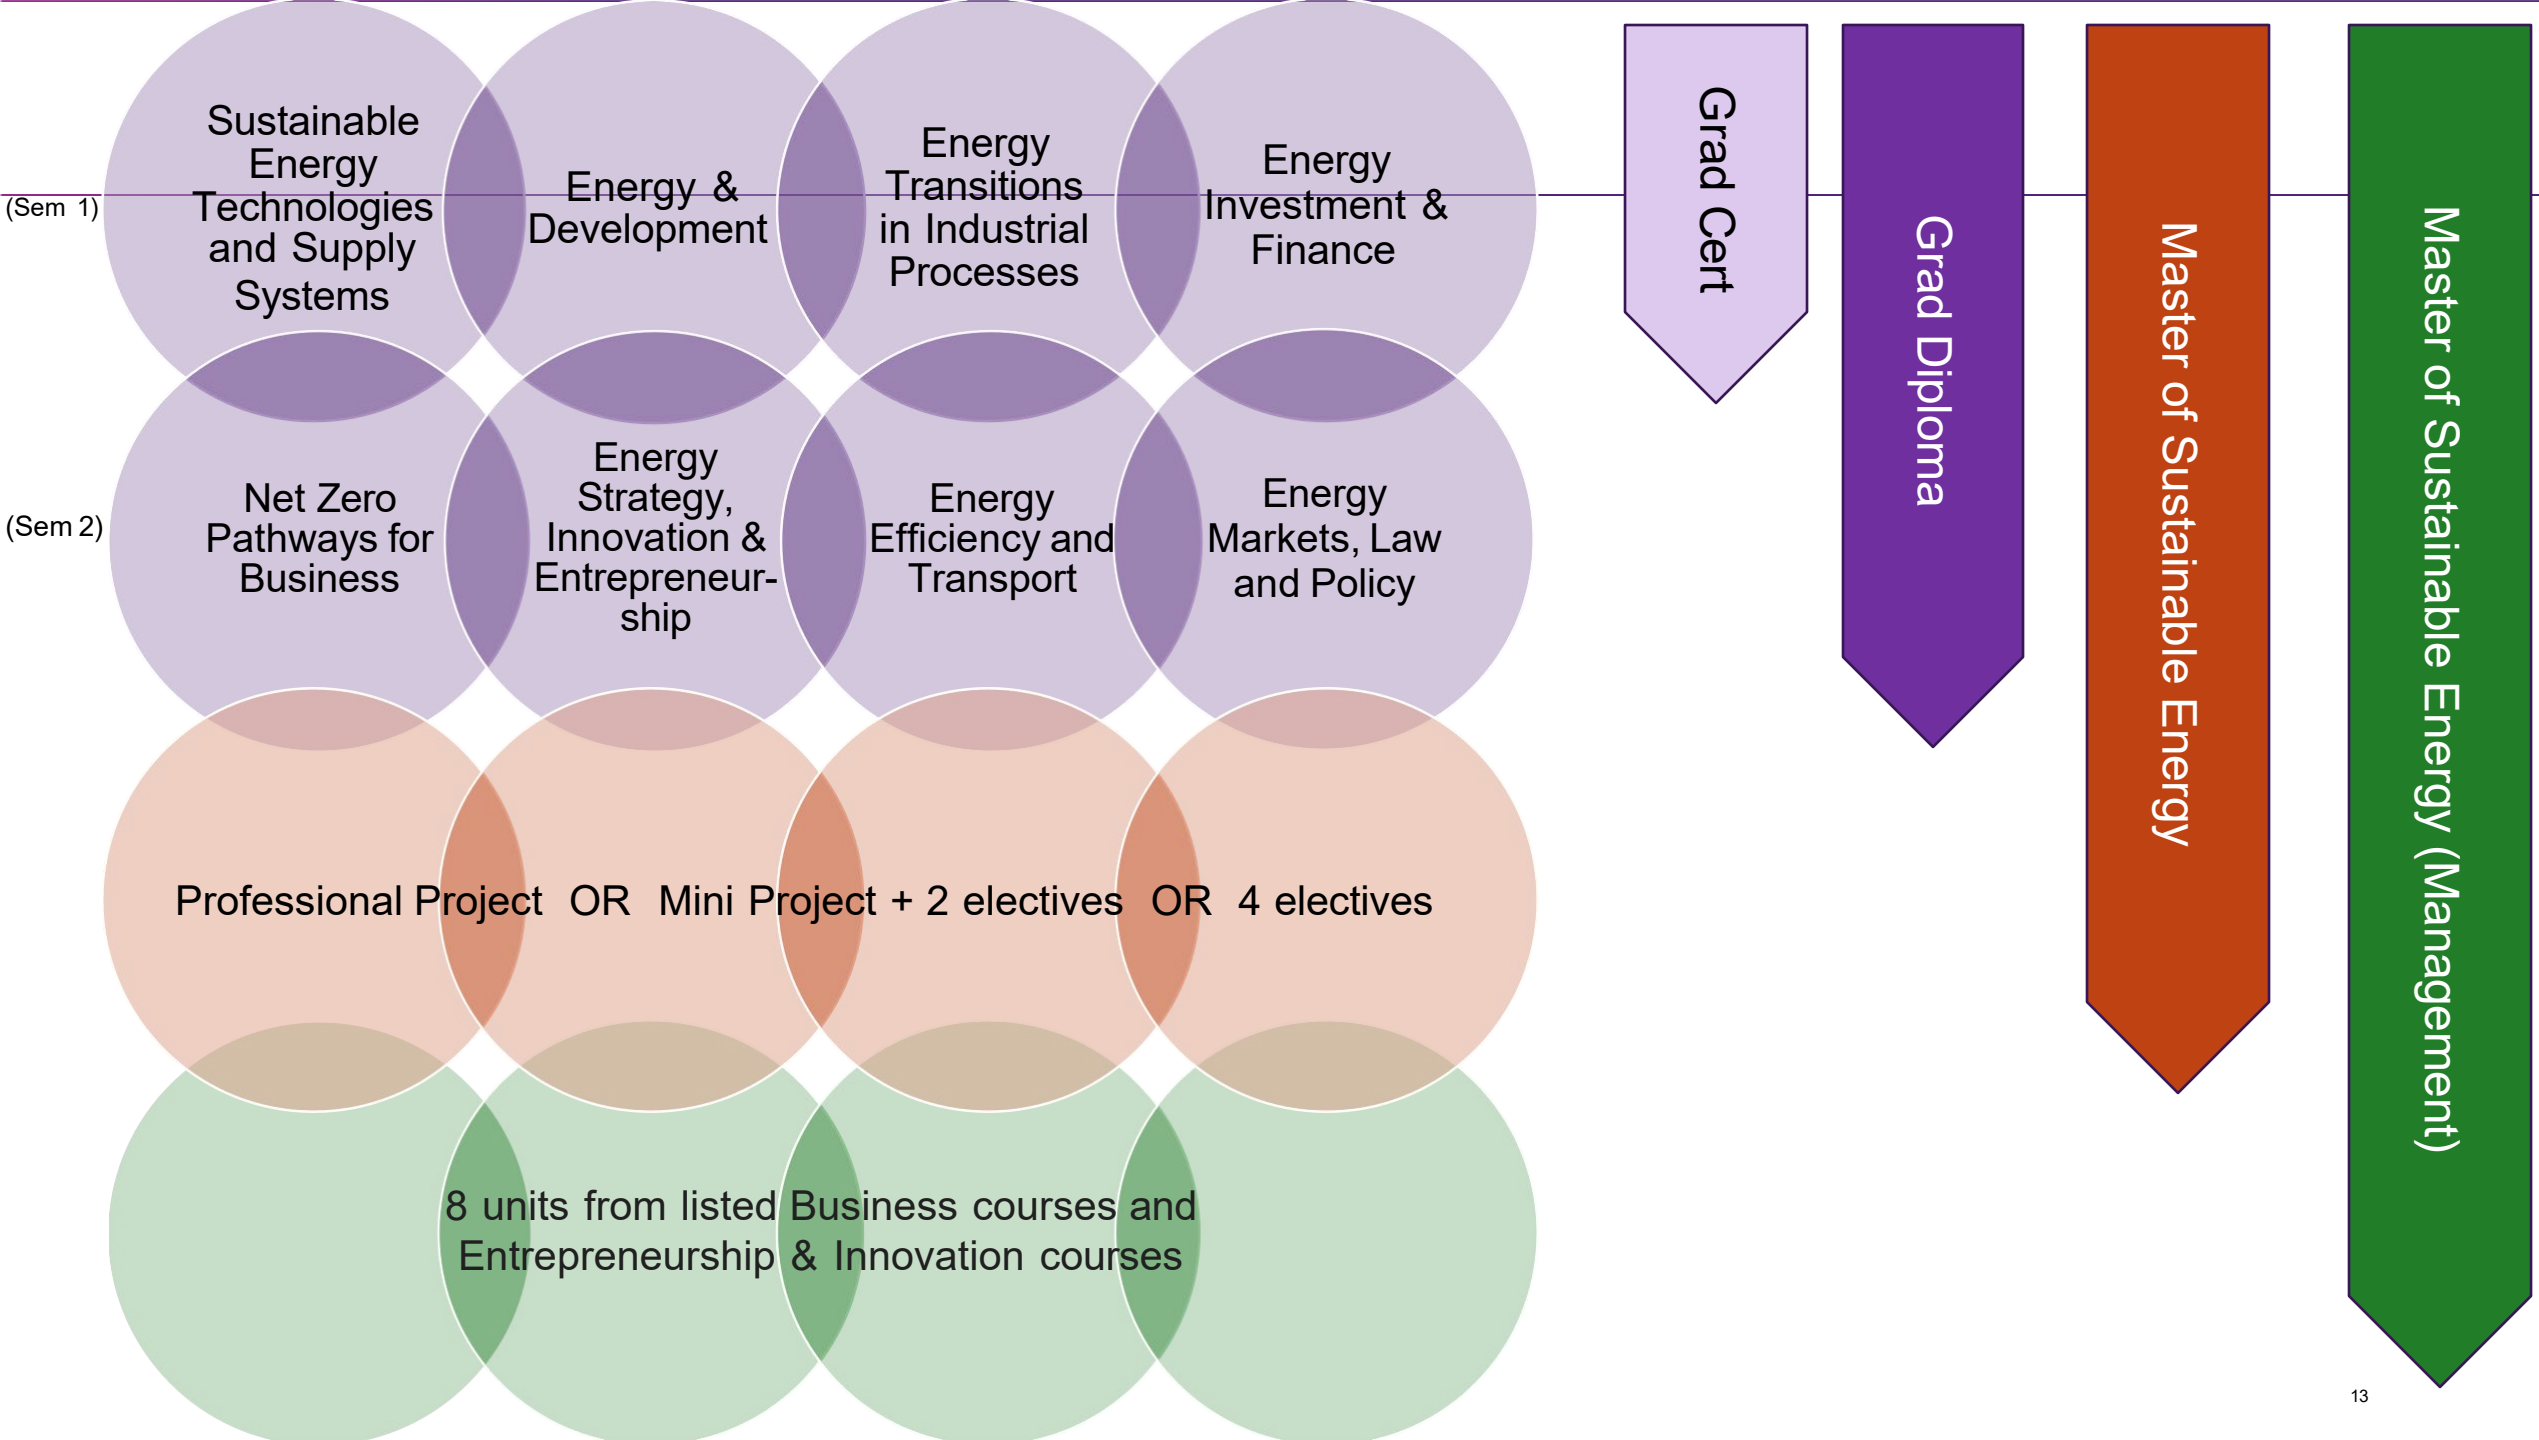 (Sem 1)
Sustainable
Energy
Technologies
and Supply
Systems
Energy &
Development
Energy
Transitions
in Industrial
Processes
Energy
Investment &
Finance
(Sem 2)
Net Zero
Pathways for
Business
Energy
Strategy,
Innovation &
Entrepreneur-
ship
Energy
Efficiency and
Transport
Energy
Markets, Law
and Policy
Professional Project OR Mini Project + 2 electives OR 4 electives
8 units from listed Business courses and
Entrepreneurship & Innovation courses
Grad Cert
Grad Diploma
Master of Sustainable Energy
Master of Sustainable Energy (Management)
13